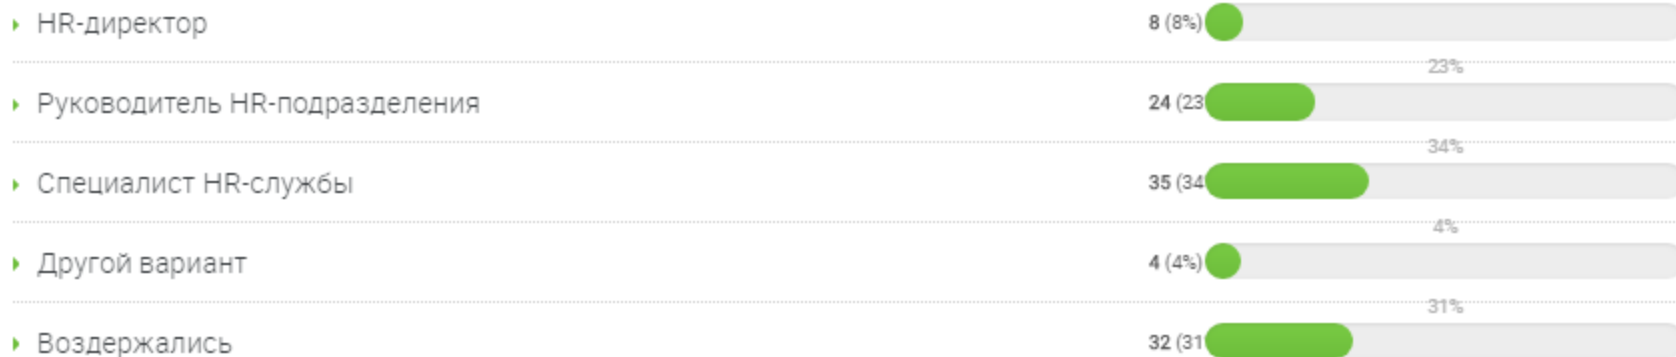 HR-директор 8 (8%)
23%
Руководитель HR-подразделения 24 (23
34%
Специалист HR-службы 35 (34
4%
Другой вариант 4 (4%)
31%
Воздержались 32 (31